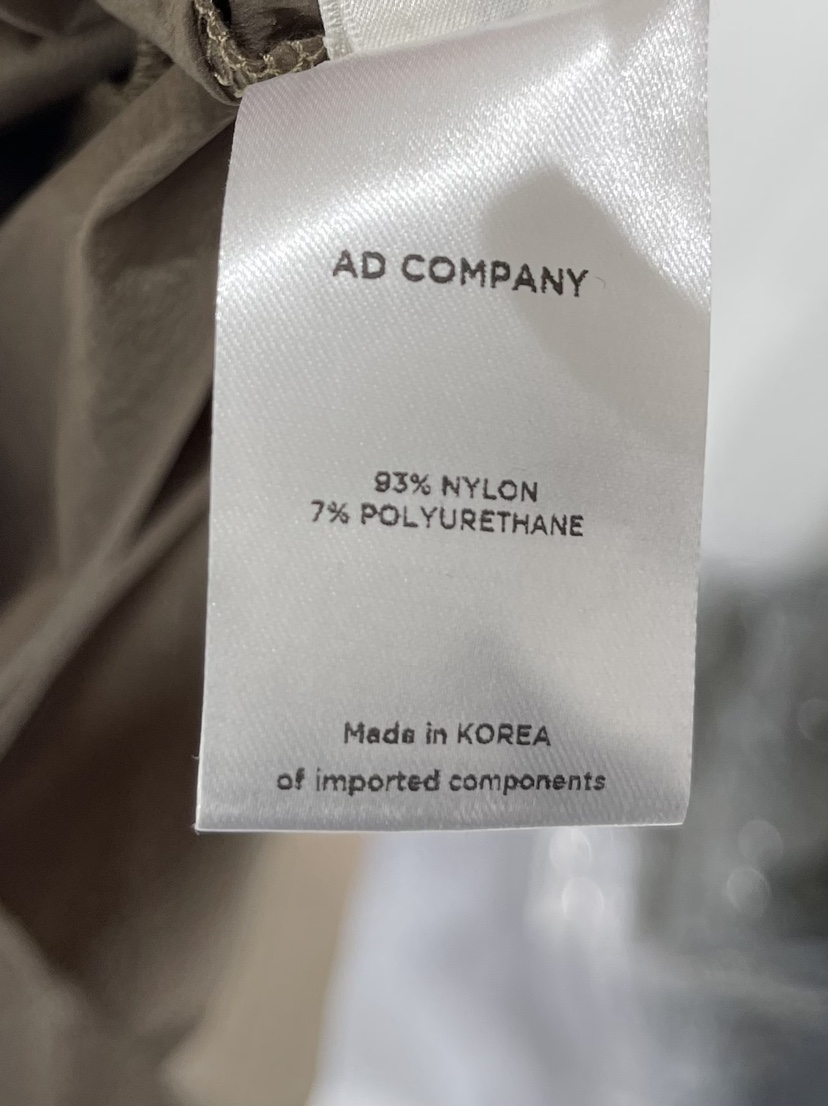 AD COMPANY
93% NYLON
7% POLYURETHANE
Made in KOREA
of imported components